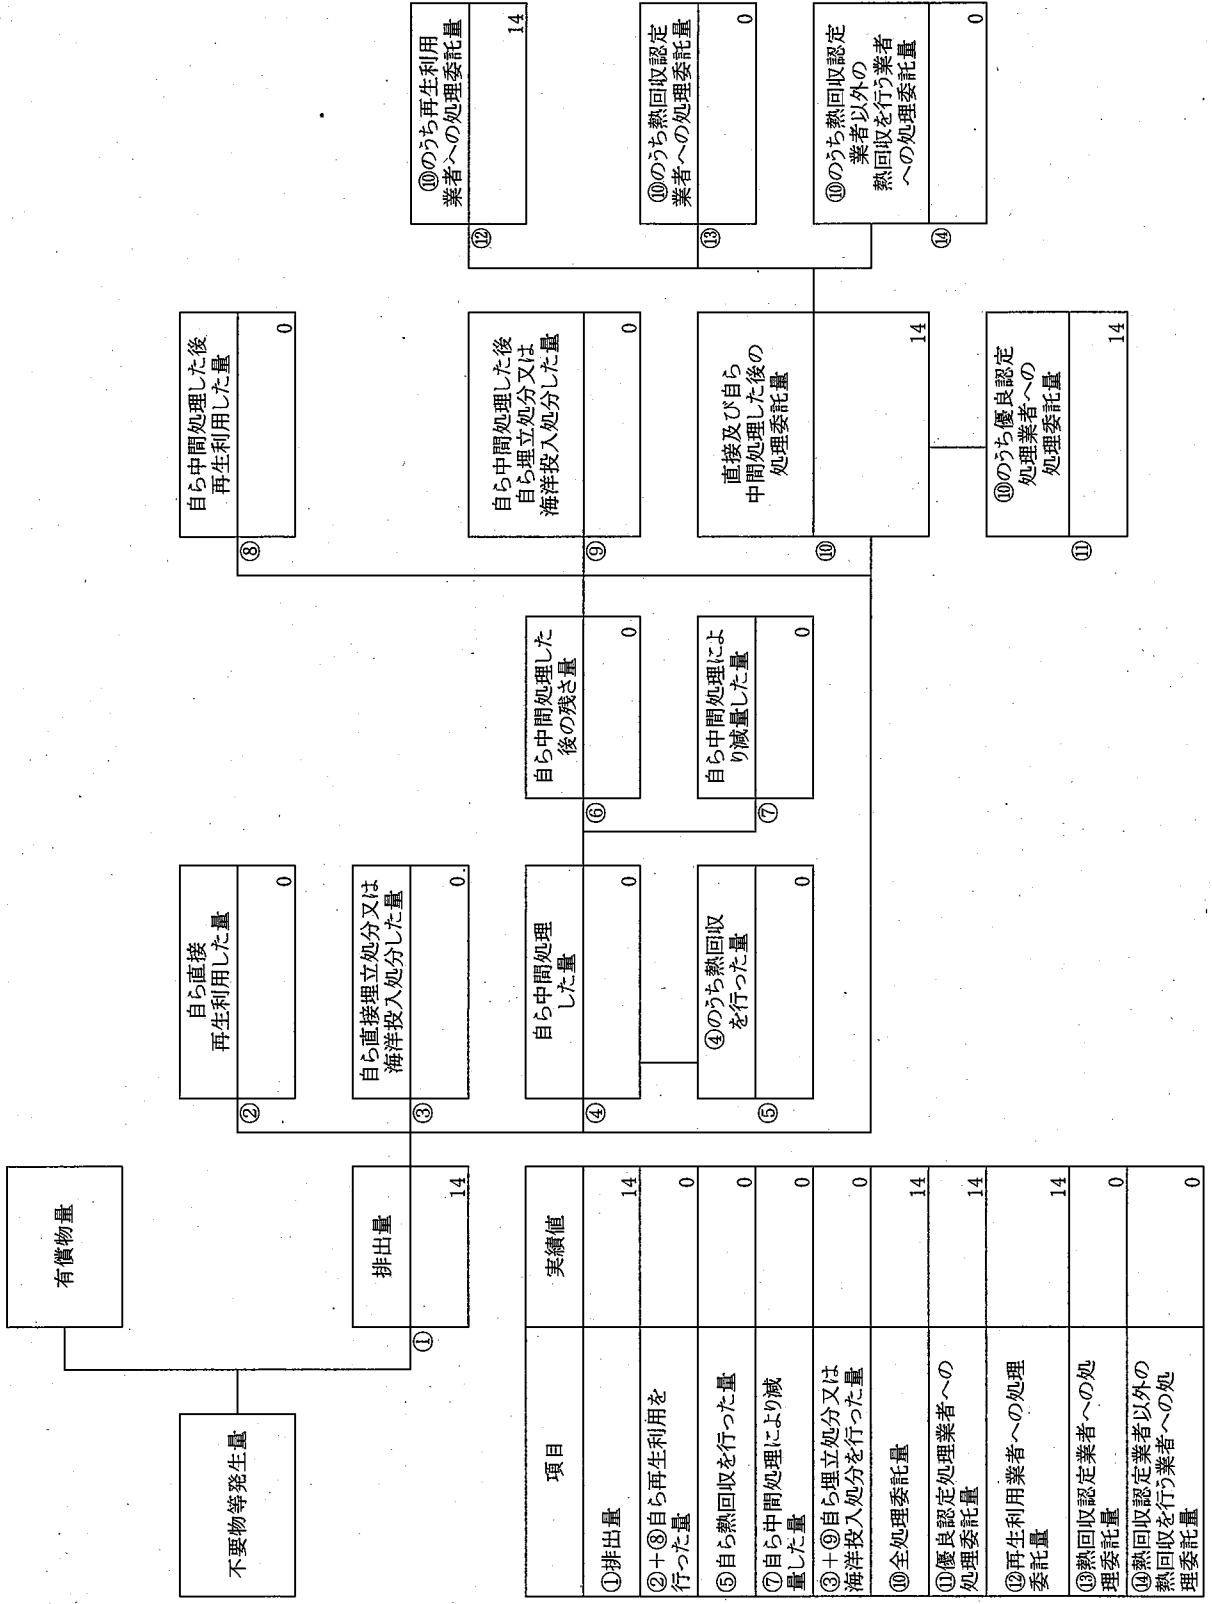 不要物等発生量
有償物量
排出量
①
14
自ら直接
再生利用した量
②
0
自ら直接埋立処分又は
海洋投入処分した量
③
0
自ら中間処理
した量
④
0
④のうち熱回収
を行った量
⑤
0
自ら中間処理した
後の残さ量
⑥
0
自ら中間処理によ
り減量した量
⑦
0
自ら中間処理した後
再生利用した量
⑧
0
自ら中間処理した後
自ら埋立処分又は
海洋投入処分した量
⑨
0
直接及び自ら
中間処理した後の
処理委託量
⑩
14
⑩のうち優良認定
処理業者への
処理委託量
⑪
14
⑩のうち再生利用
業者への処理委託量
⑫
14
⑩のうち熱回収認定
業者への処理委託量
⑬
0
⑩のうち熱回収認定
業者以外の
熱回収を行う業者
への処理委託量
⑭
0
項目 実績値
①排出量 14
②+⑧自ら再生利用を
行った量 0
⑤自ら熱回収を行った量 0
⑦自ら中間処理により減
量した量 0
③+⑨自ら埋立処分又は
海洋投入処分を行った量 0
⑩全処理委託量 14
⑪優良認定処理業者への
処理委託量 14
⑫再生利用業者への処理
委託量 14
⑬熱回収認定業者への処
理委託量 0
⑭熱回収認定業者以外の
熱回収を行う業者への処
理委託量 0